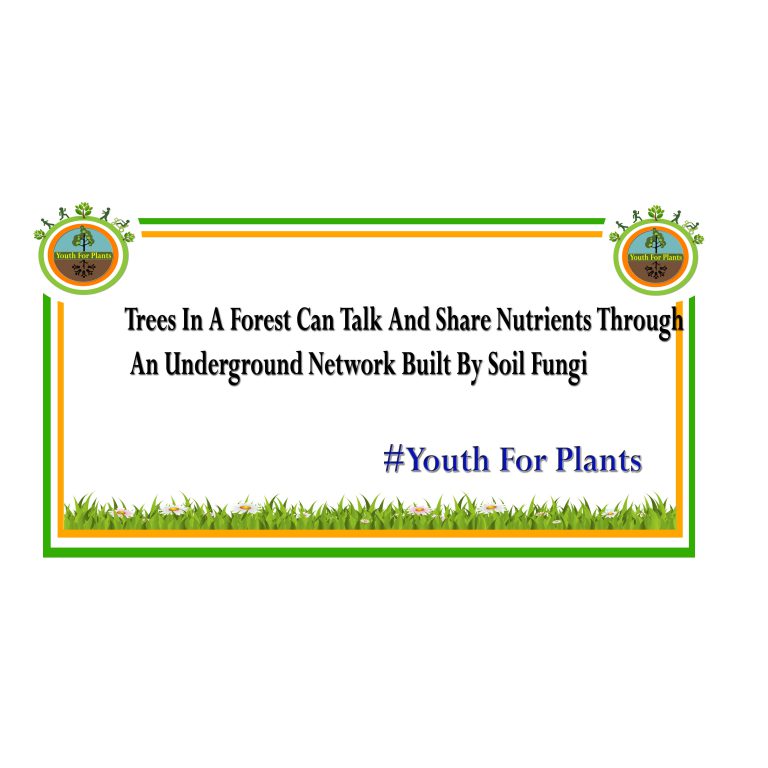 Youth For Plants
Youth For Plants
Trees In A Forest Can Talk And Share Nutrients Through
An Underground Network Built By Soil Fungi
#Youth For Plants